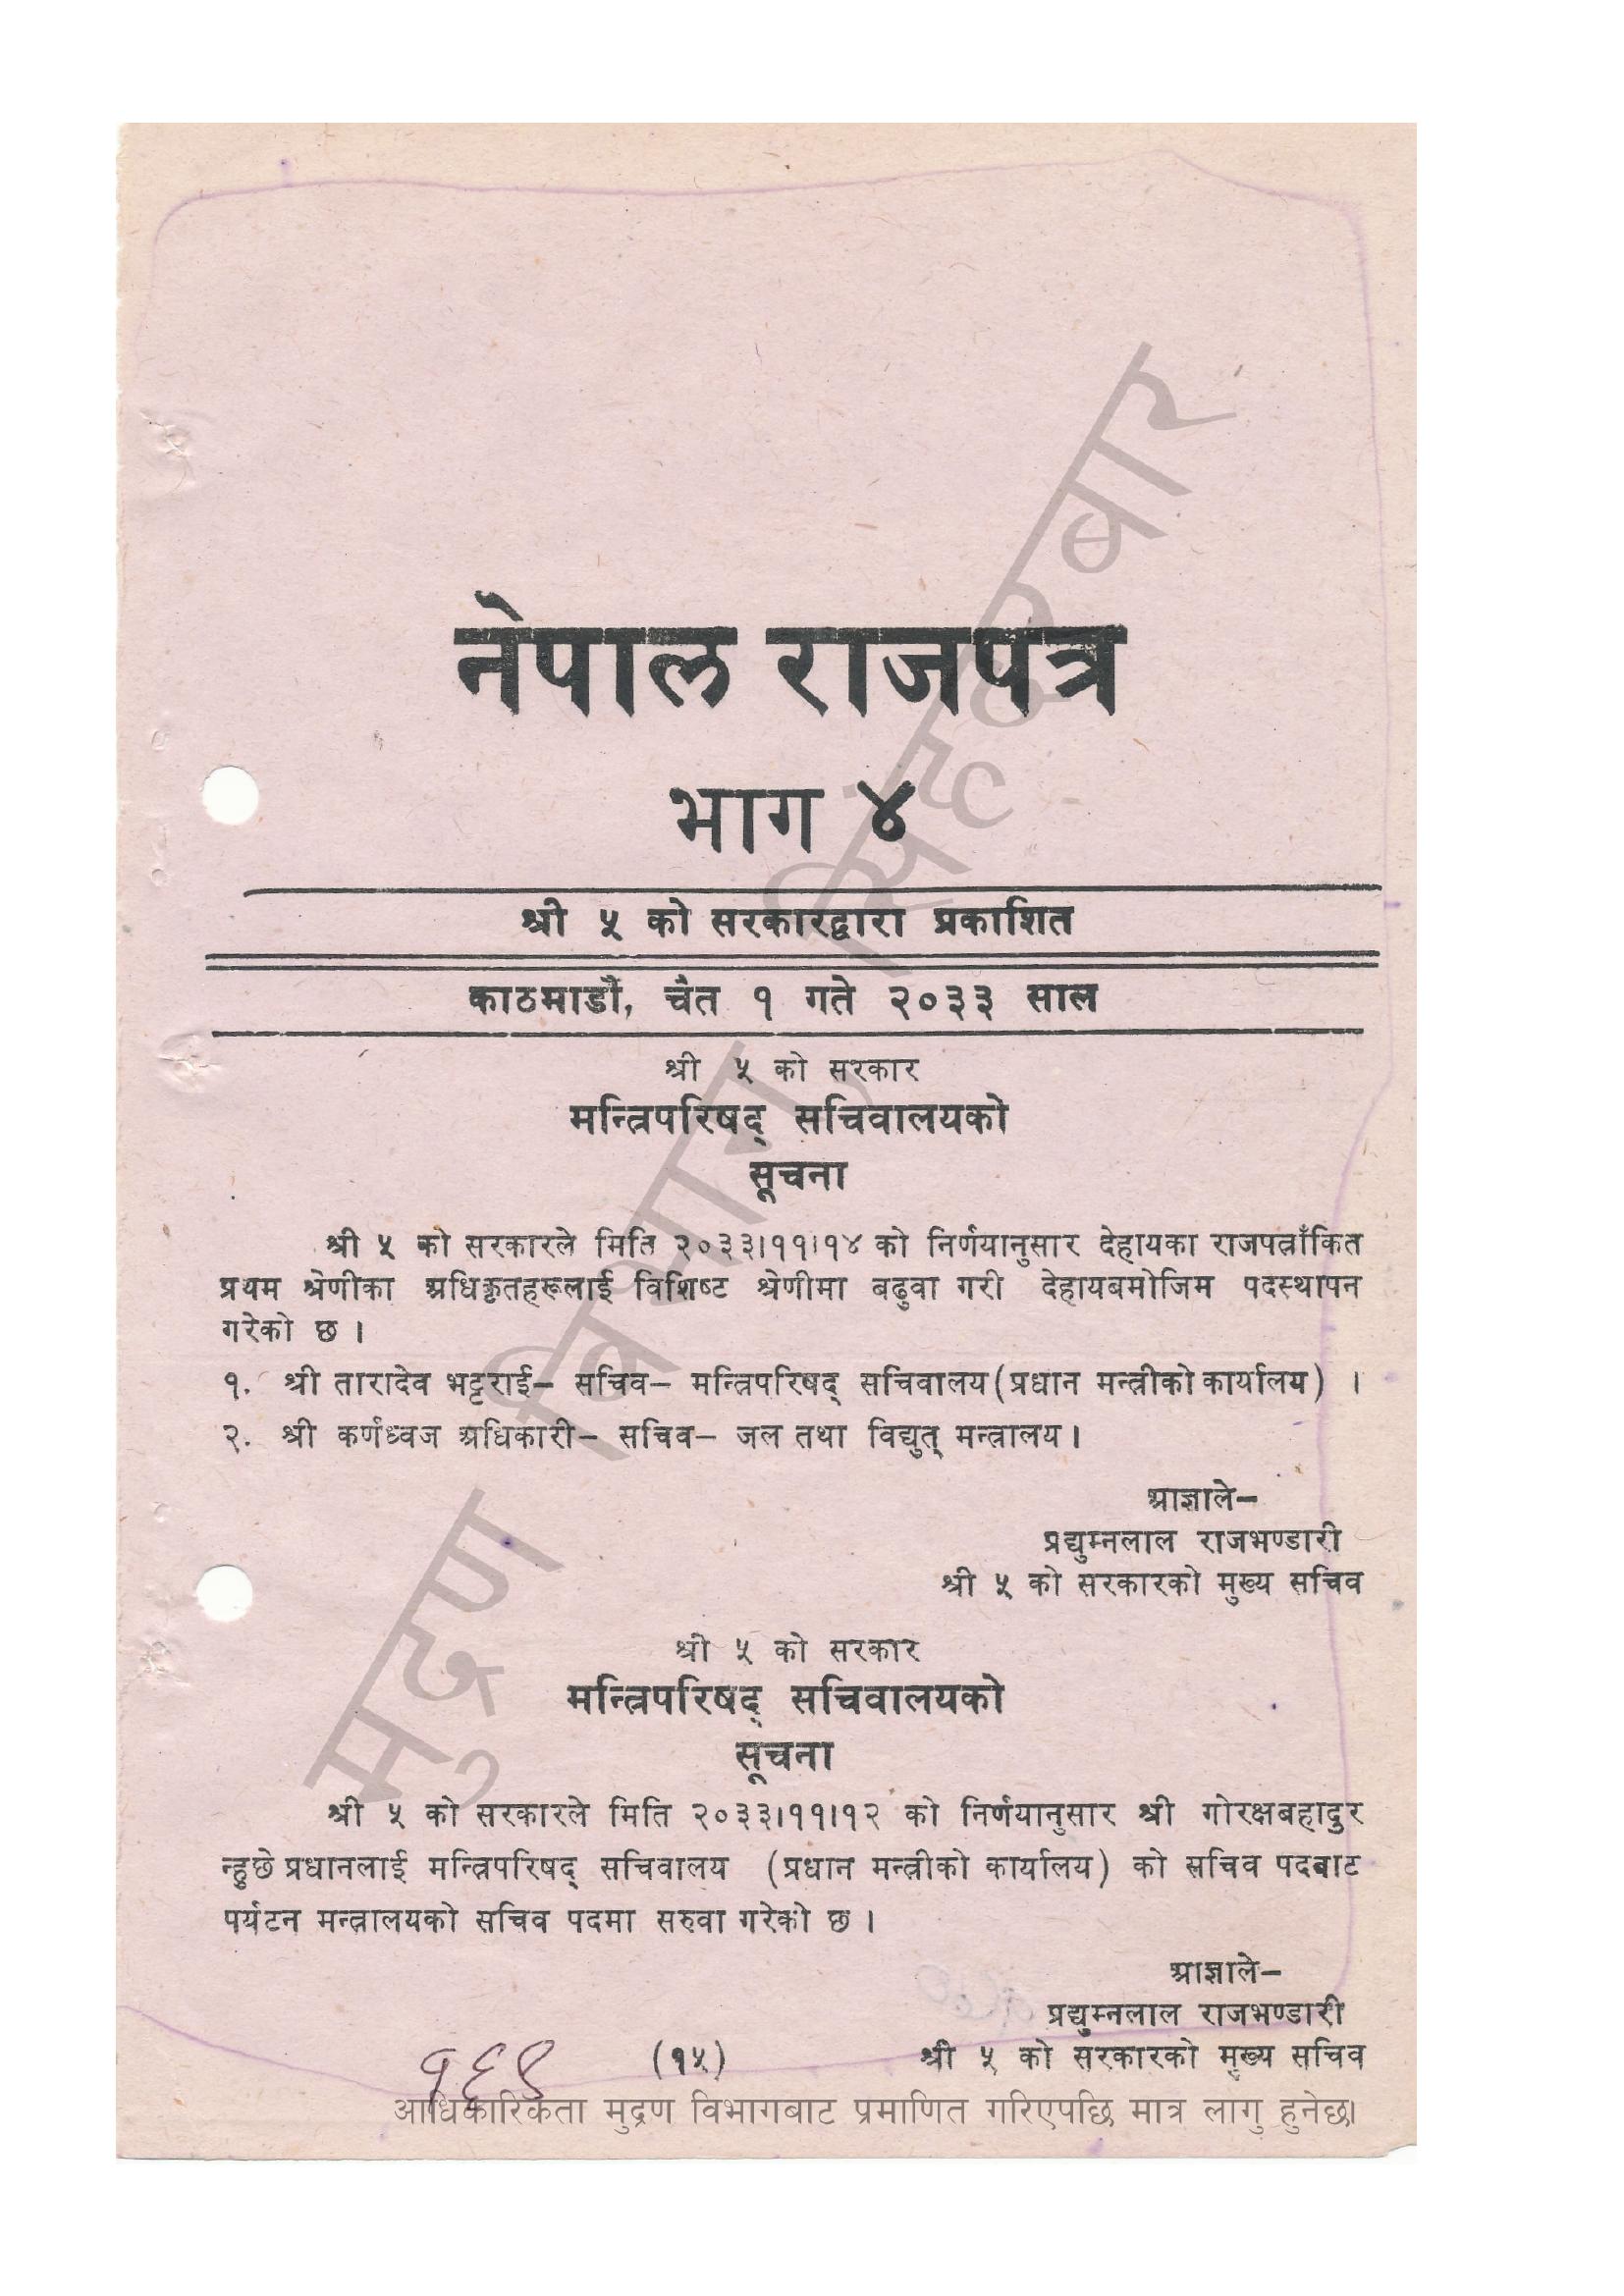 नेपाल राजपत्र
भाग ४
श्री ५ को सरकारद्वारा प्रकाशित
काठमाडौं, चैत १ गते २०३३ साल
श्री ५ को सरकार
मन्त्रिपरिषद् सचिवालयको
सूचना
श्री ५ को सरकारले मिति २०३३।११।१४ को निर्णयानुसार देहायका राजपत्राँकित
प्रथम श्रेणीका अधिकृतहरूलाई विशिष्ट श्रेणीमा बढुवा गरी देहायबमोजिम पदस्थापन
गरेको छ ।
१. श्री तारादेव भट्टराई– सचिव– मन्त्रिपरिषद् सचिवालय (प्रधान मन्त्रीको कार्यालय) ।
२. श्री कर्णध्वज अधिकारी– सचिव– जल तथा विद्युत् मन्त्रालय ।
आज्ञाले–
प्रद्युम्नलाल राजभण्डारी
श्री ५ को सरकारको मुख्य सचिव
श्री ५ को सरकार
मन्त्रिपरिषद् सचिवालयको
सूचना
श्री ५ को सरकारले मिति २०३३।११।१२ को निर्णयानुसार श्री गोरक्षबहादुर
न्हुछे प्रधानलाई मन्त्रिपरिषद् सचिवालय (प्रधान मन्त्रीको कार्यालय) को सचिव पदबाट
पर्यटन मन्त्रालयको सचिव पदमा सरुवा गरेको छ ।
आज्ञाले–
प्रद्युम्नलाल राजभण्डारी
श्री ५ को सरकारको मुख्य सचिव
१६९
(१५)
आधिकारिकता मुद्रण विभागबाट प्रमाणित गरिएपछि मात्र लागु हुनेछ।
मुद्रण विभाग, सिंहदरबार